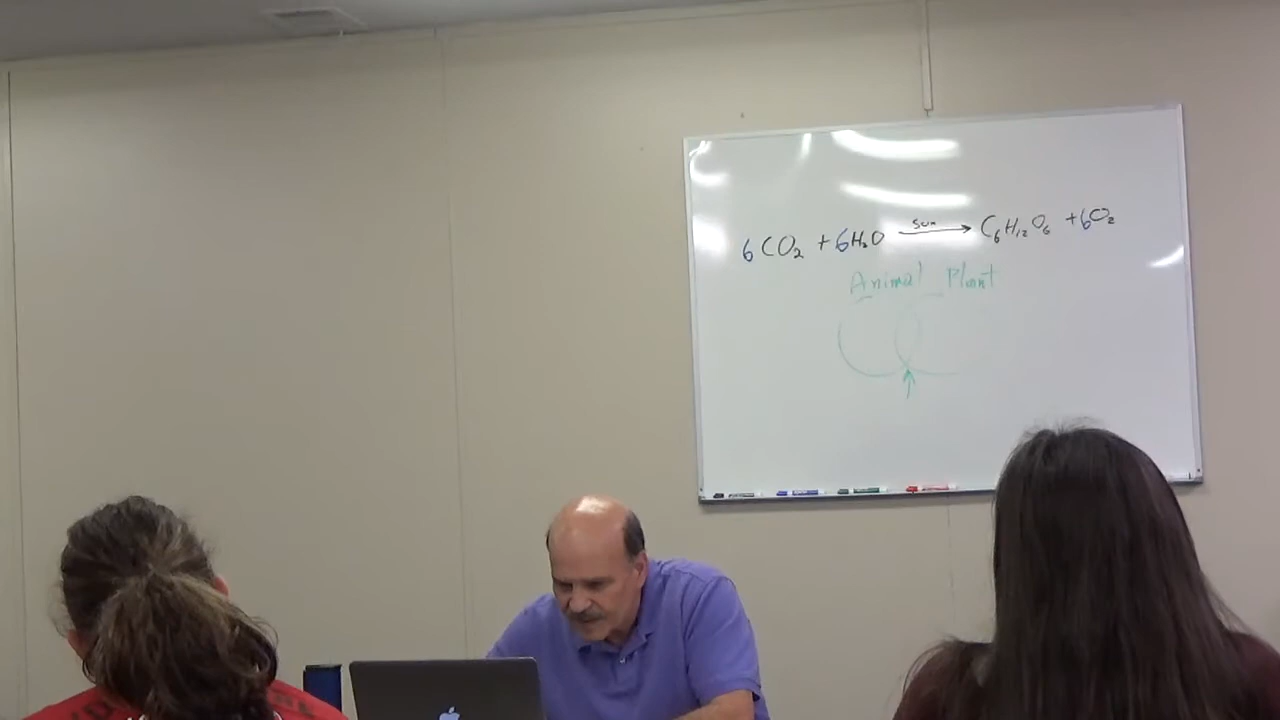 6CO₂ + 6H₂O sun → C₆H₁₂O₆ + 6O₂
Animal Plant